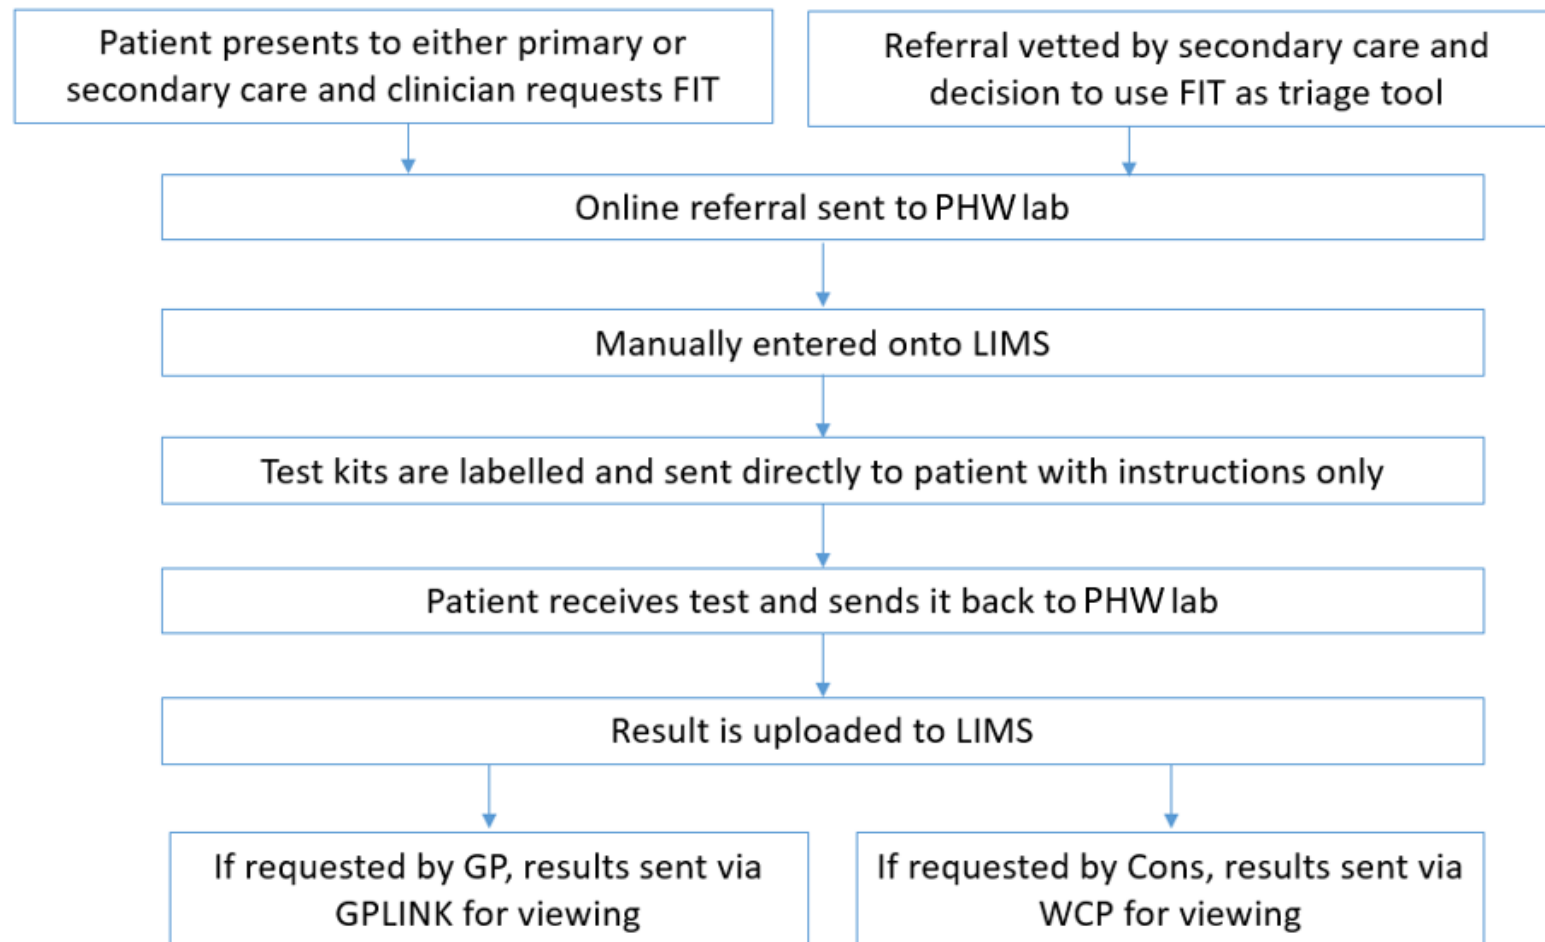 Patient presents to either primary or
secondary care and clinician requests FIT
Referral vetted by secondary care and
decision to use FIT as triage tool
Online referral sent to PHW lab
Manually entered onto LIMS
Test kits are labelled and sent directly to patient with instructions only
Patient receives test and sends it back to PHW lab
Result is uploaded to LIMS
If requested by GP, results sent via
GPLINK for viewing
If requested by Cons, results sent via
WCP for viewing